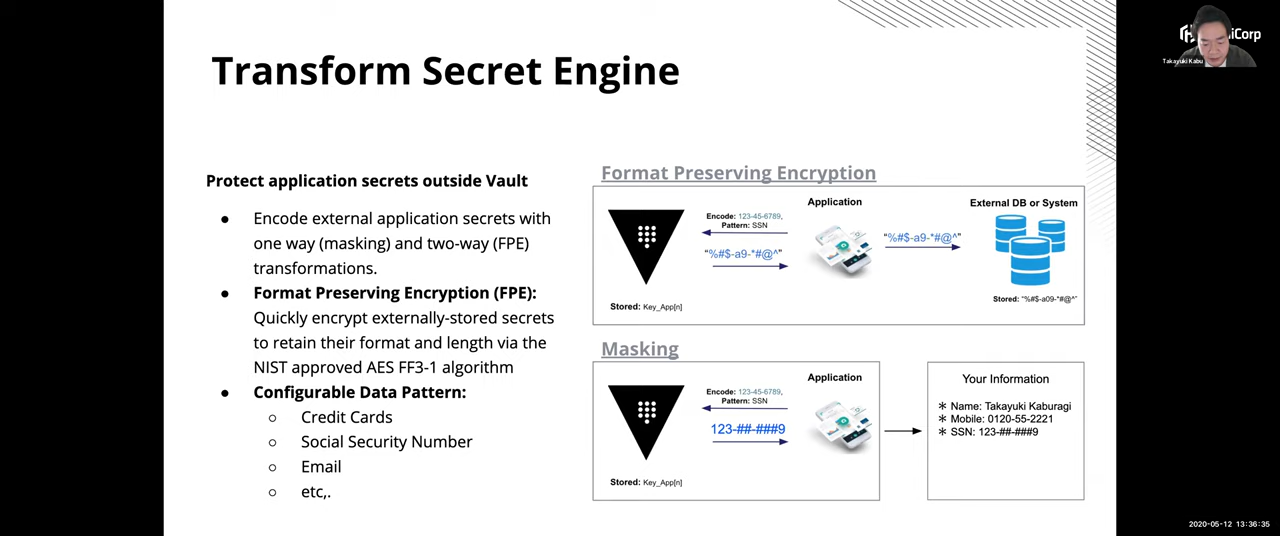 Transform Secret Engine
iCorp
Takayuki Kabu
Protect application secrets outside Vault
● Encode external application secrets with
one way (masking) and two-way (FPE)
transformations.
● Format Preserving Encryption (FPE):
Quickly encrypt externally-stored secrets
to retain their format and length via the
NIST approved AES FF3-1 algorithm
● Configurable Data Pattern:
○ Credit Cards
○ Social Security Number
○ Email
○ etc,.
Format Preserving Encryption
Encode: 123-45-6789,
Pattern: SSN
"%#$-a9-*#@^"
Stored: Key_App[n]
Application
"%#$-a9-*#@^"
External DB or System
Stored: "%#$-a09-*#@^"
Masking
Encode: 123-45-6789,
Pattern: SSN
123-##-###9
Stored: Key_App[n]
Application
Your Information
* Name: Takayuki Kaburagi
* Mobile: 0120-55-2221
* SSN: 123-##-###9
2020-05-12 13:36:35